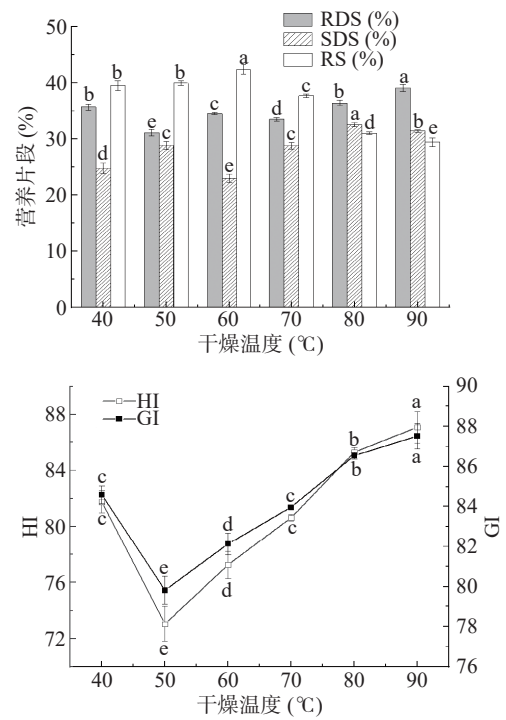 RDS (%)
SDS (%)
RS (%)
营养片段 (%)
50
40
30
20
10
0
b d b
e c b
c e a
d c c
b b d
a b e
40 50 60 70 80 90
干燥温度 (℃)
HI
GI
HI
88
84
80
76
72
GI
90
88
86
84
82
80
78
76
c e d c b a
c e d c b a
40 50 60 70 80 90
干燥温度 (℃)